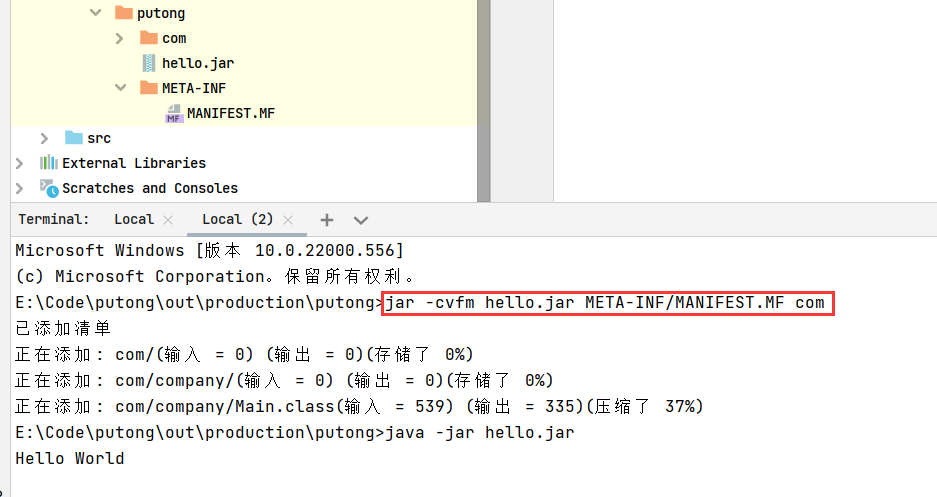 putong
com
hello.jar
META-INF
MF MANIFEST.MF
src
External Libraries
Scratches and Consoles
Terminal: Local Local (2)
Microsoft Windows [版本 10.0.22000.556]
(c) Microsoft Corporation。保留所有权利。
E:\Code\putong\out\production\putong>jar -cvfm hello.jar META-INF/MANIFEST.MF com
已添加清单
正在添加: com/(输入 = 0) (输出 = 0)(存储了 0%)
正在添加: com/company/(输入 = 0) (输出 = 0)(存储了 0%)
正在添加: com/company/Main.class(输入 = 539) (输出 = 335)(压缩了 37%)
E:\Code\putong\out\production\putong>java -jar hello.jar
Hello World